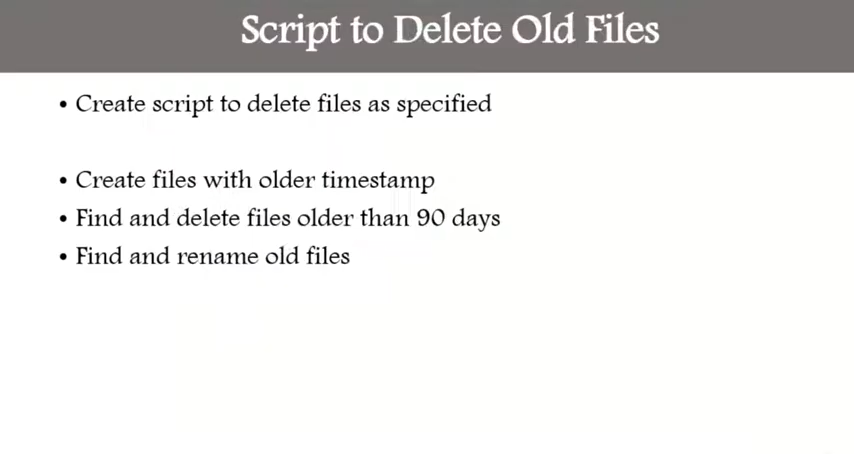 Script to Delete Old Files
• Create script to delete files as specified
• Create files with older timestamp
• Find and delete files older than 90 days
• Find and rename old files